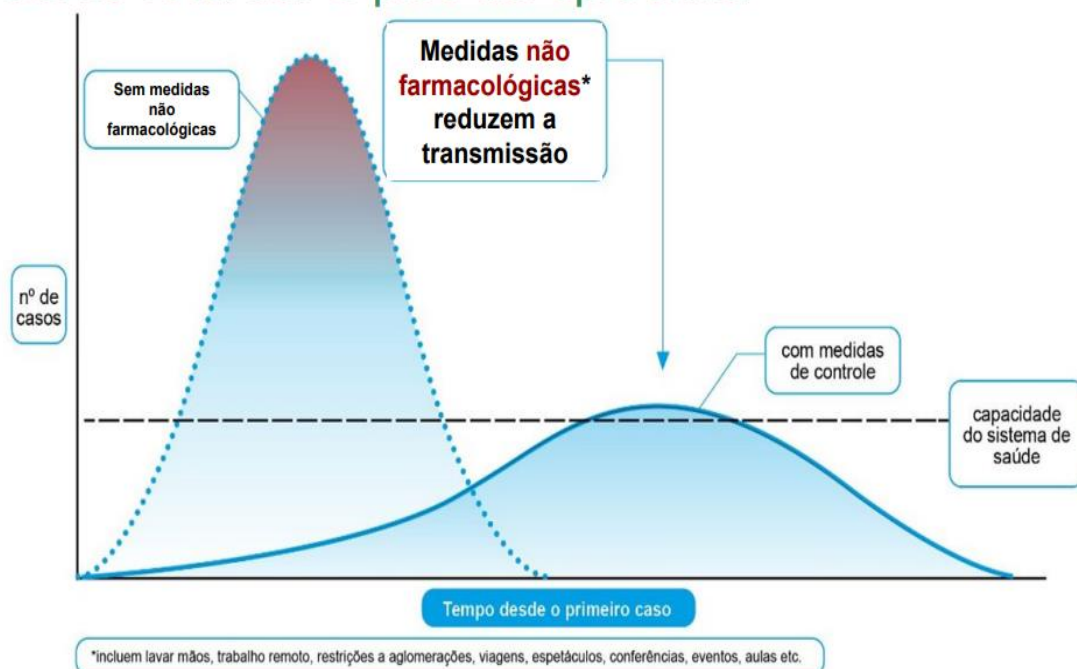 Sem medidas
não
farmacológicas
Medidas não
farmacológicas*
reduzem a
transmissão
nº de
casos
com medidas
de controle
capacidade
do sistema de
saúde
Tempo desde o primeiro caso
*incluem lavar mãos, trabalho remoto, restrições a aglomerações, viagens, espetáculos, conferências, eventos, aulas etc.